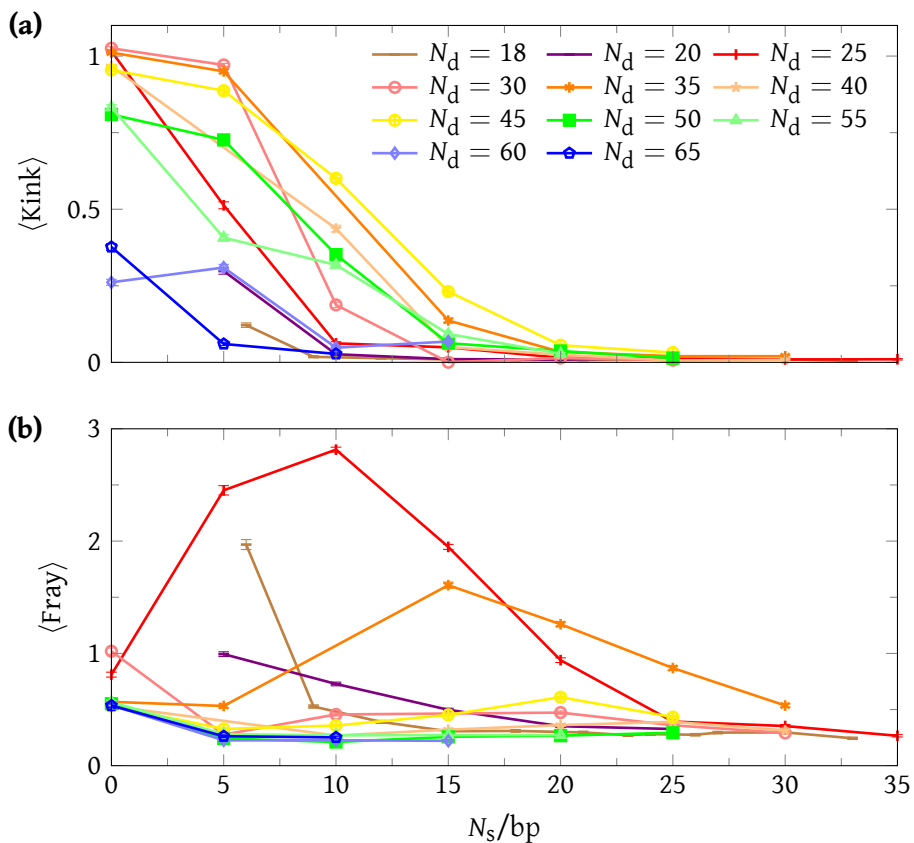 (a)
1
0.5
0
⟨Kink⟩
N_d = 18 N_d = 20 N_d = 25
N_d = 30 N_d = 35 N_d = 40
N_d = 45 N_d = 50 N_d = 55
N_d = 60 N_d = 65
(b)
3
2
1
0
⟨Fray⟩
0 5 10 15 20 25 30 35
N_s/bp